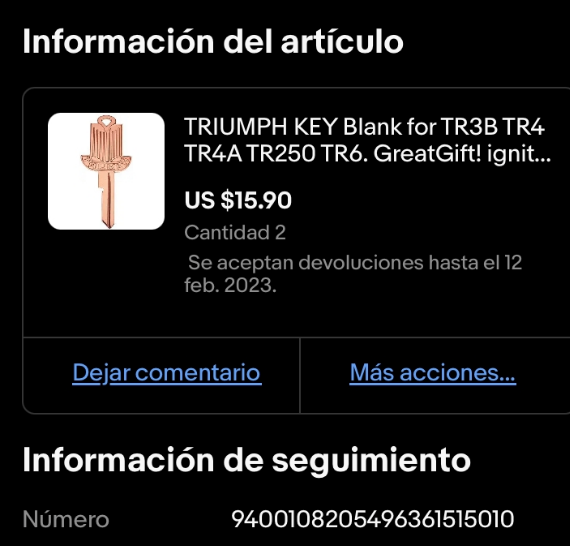 Información del artículo
TRIUMPH KEY Blank for TR3B TR4
TR4A TR250 TR6. GreatGift! ignit...
US $15.90
Cantidad 2
Se aceptan devoluciones hasta el 12
feb. 2023.
Dejar comentario
Más acciones...
Información de seguimiento
Número
9400108205496361515010